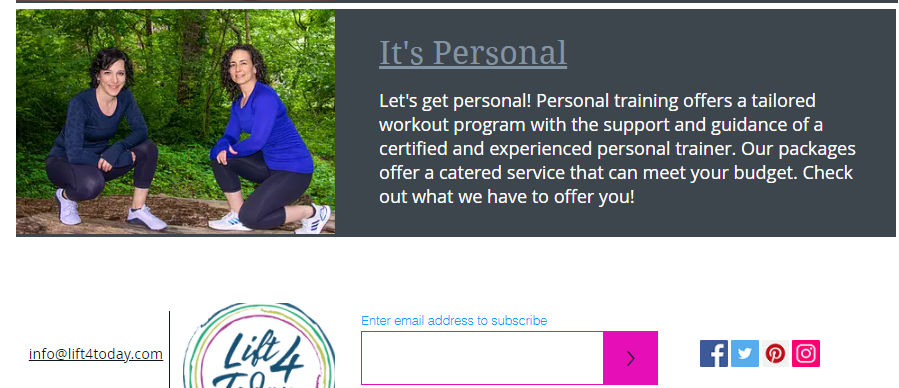 It's Personal
Let's get personal! Personal training offers a tailored
workout program with the support and guidance of a
certified and experienced personal trainer. Our packages
offer a catered service that can meet your budget. Check
out what we have to offer you!
info@lift4today.com
Lift 4
Today
Enter email address to subscribe